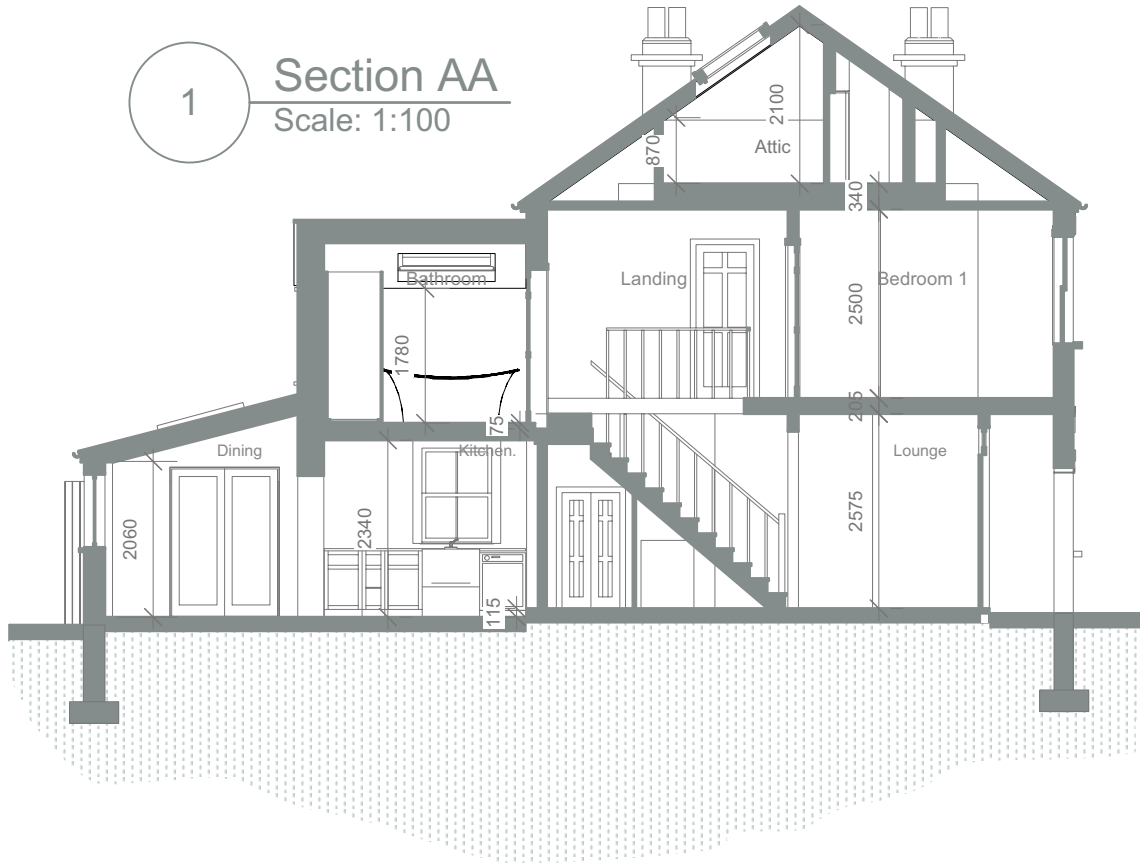 1
Section AA
Scale: 1:100
2100
870
Attic
340
Bathroom
Landing
Bedroom 1
2500
1780
205
75
Dining
Kitchen.
Lounge
2060
2340
2575
115